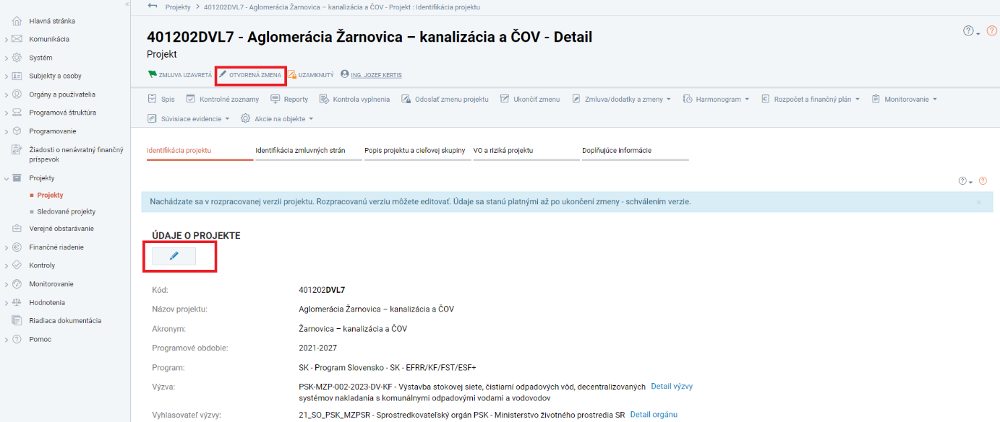 Projekty > 401202DVL7 - Aglomerácia Žarnovica – kanalizácia a ČOV - Projekt : Identifikácia projektu
Hlavná stránka
Komunikácia
Systém
Subjekty a osoby
Orgány a používatelia
Programová štruktúra
Programovanie
Žiadosti o nenávratný finančný
príspevok
Projekty
Projekty
Sledované projekty
Verejné obstarávanie
Finančné riadenie
Kontroly
Monitorovanie
Hodnotenia
Riadiaca dokumentácia
Pomoc
401202DVL7 - Aglomerácia Žarnovica – kanalizácia a ČOV - Detail
Projekt
ZMLUVA UZAVRETÁ OTVORENÁ ZMENA UZAMKNUTÝ ING. JOZEF KERTIS
Spis Kontrolné zoznamy Reporty Kontrola vyplnenia Odoslať zmenu projektu Ukončiť zmenu Zmluva/dodatky a zmeny Harmonogram Rozpočet a finančný plán Monitorovanie
Súvisiace evidencie Akcie na objekte
Identifikácia projektu Identifikácia zmluvných strán Popis projektu a cieľovej skupiny VO a riziká projektu Doplňujúce informácie
Nachádzate sa v rozpracovanej verzii projektu. Rozpracovanú verziu môžete editovať. Údaje sa stanú platnými až po ukončení zmeny - schválením verzie.
ÚDAJE O PROJEKTE
Kód: 401202DVL7
Názov projektu: Aglomerácia Žarnovica – kanalizácia a ČOV
Akronym: Žarnovica – kanalizácia a ČOV
Programové obdobie: 2021-2027
Program: SK - Program Slovensko - SK - EFRR/KF/FST/ESF+
Výzva: PSK-MZP-002-2023-DV-KF - Výstavba stokovej siete, čistiarní odpadových vôd, decentralizovaných Detail výzvy
systémov nakladania s komunálnymi odpadovými vodami a vodovodov
Vyhlasovateľ výzvy: 21_SO_PSK_MZPSR - Sprostredkovateľský orgán PSK - Ministerstvo životného prostredia SR Detail orgánu